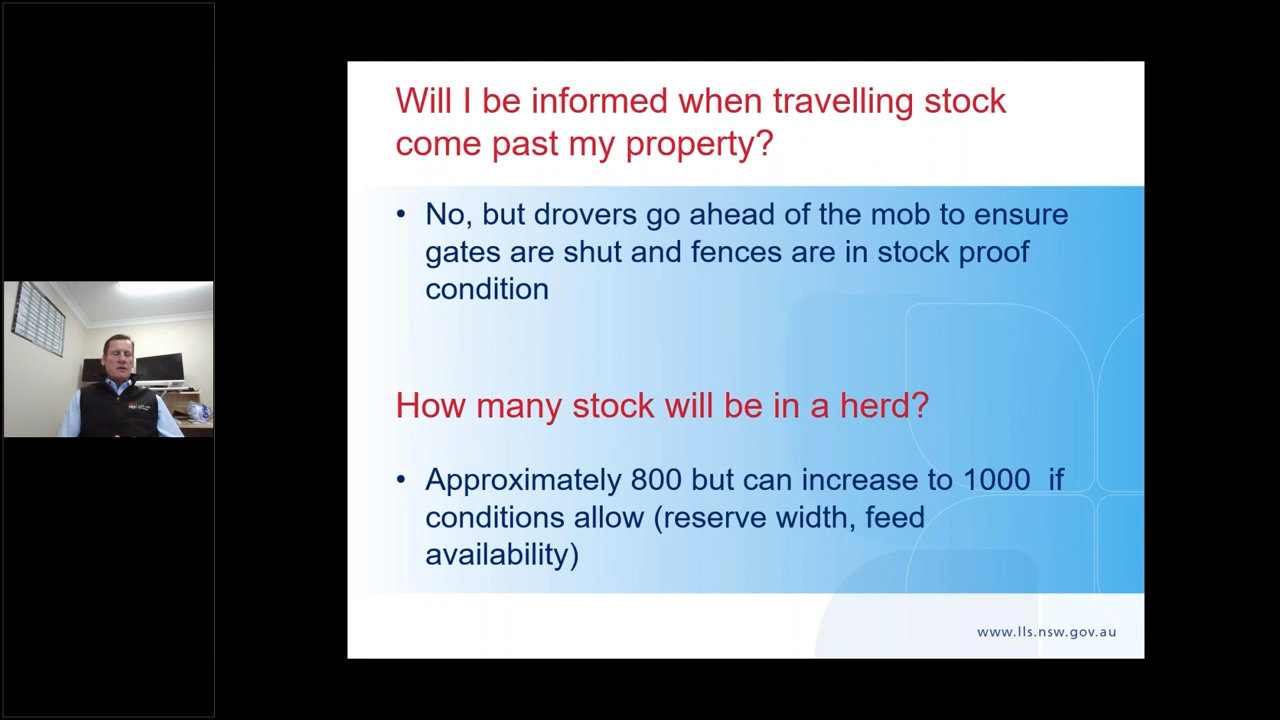 Will I be informed when travelling stock
come past my property?
• No, but drovers go ahead of the mob to ensure
gates are shut and fences are in stock proof
condition
How many stock will be in a herd?
• Approximately 800 but can increase to 1000 if
conditions allow (reserve width, feed
availability)
www.lls.nsw.gov.au